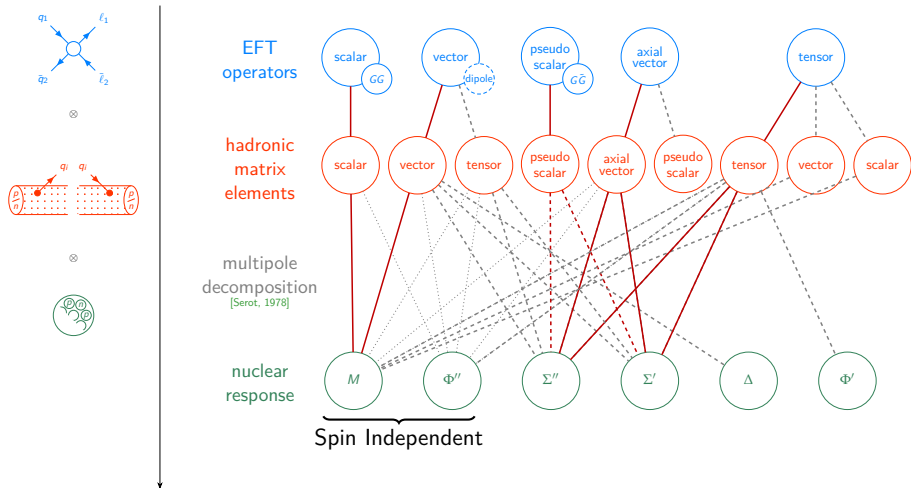 q₁ ℓ₁
q̄₂ ℓ̄₂
⊗
qᵢ qᵢ
p n p n
⊗
p n
p
EFT
operators
scalar
GG
vector
dipole
pseudo
scalar
GG̃
axial
vector
tensor
hadronic
matrix
elements
scalar
vector
tensor
pseudo
scalar
axial
vector
pseudo
scalar
tensor
vector
scalar
multipole
decomposition
[Serot, 1978]
nuclear
response
M Φ′′ Σ′′ Σ′ Δ Φ′
Spin Independent